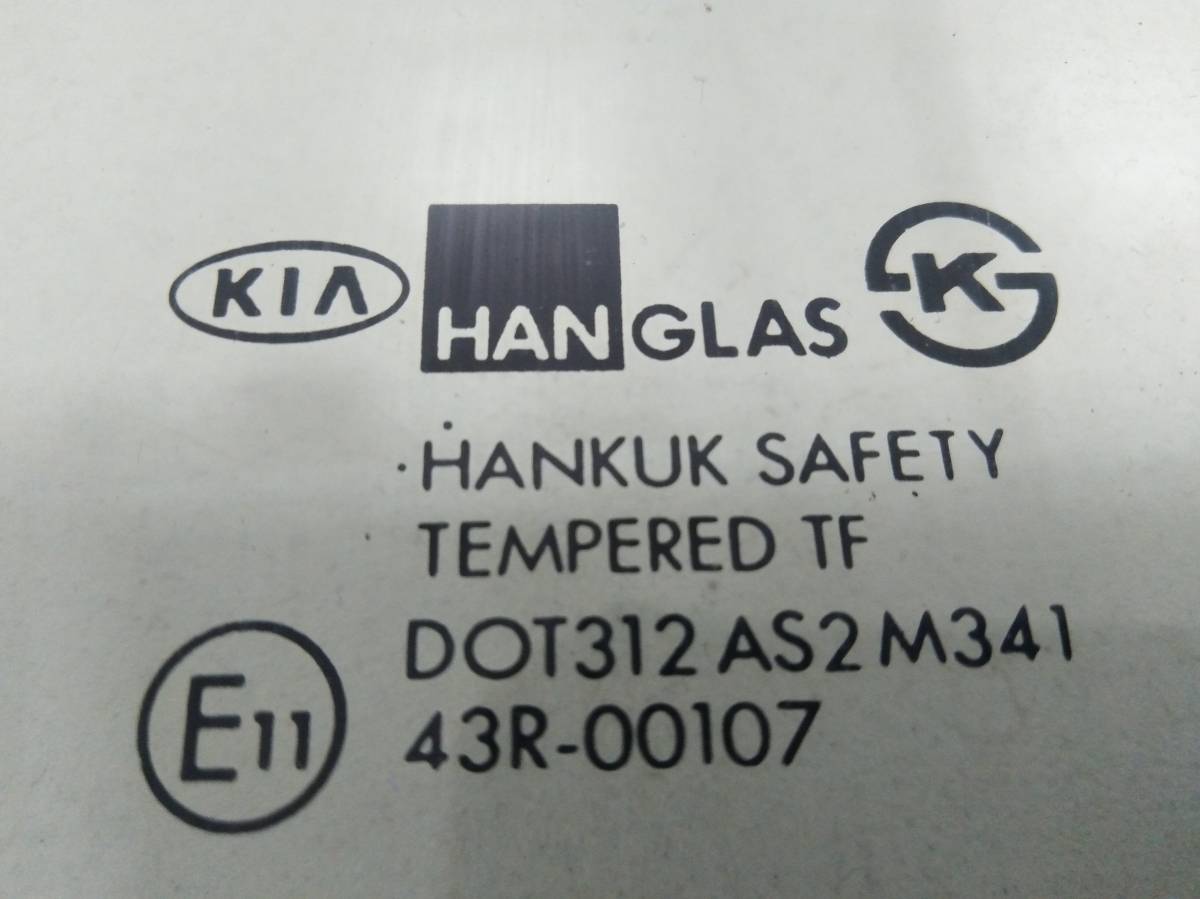 KIA HANGLAS K
HANKUK SAFETY
TEMPERED TF
DOT312 AS2 M341
E11 43R-00107